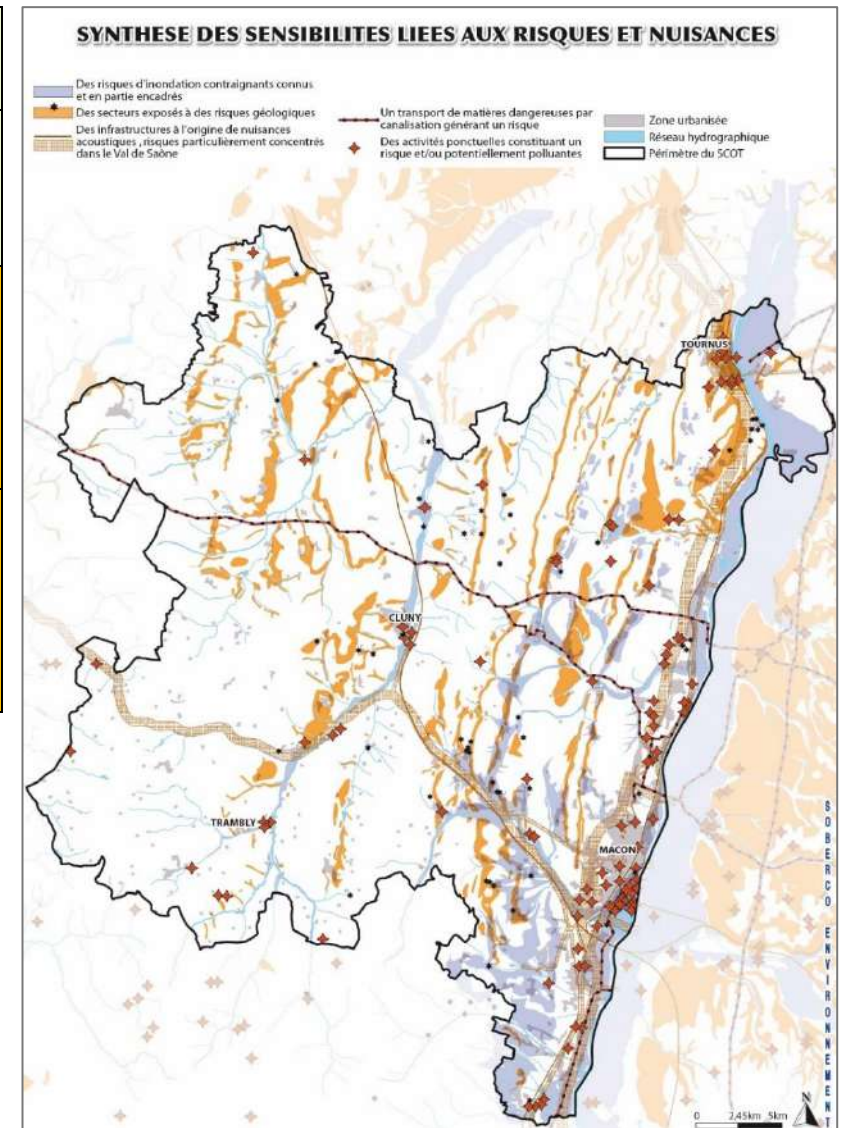 SYNTHESE DES SENSIBILITES LIEES AUX RISQUES ET NUISANCES
Des risques d'inondation contraignants connus
et en partie encadrés
Des secteurs exposés à des risques géologiques
Des infrastructures à l'origine de nuisances
acoustiques ,risques particulièrement concentrés
dans le Val de Saône
Un transport de matières dangereuses par
canalisation générant un risque
Des activités ponctuelles constituant un
risque et/ou potentiellement polluantes
Zone urbanisée
Réseau hydrographique
Périmètre du SCOT
TOURNUS
CLUNY
TRAMBLY
MACON
SOBERCO ENVIRONNEMENT
N
0 2,45km 5km